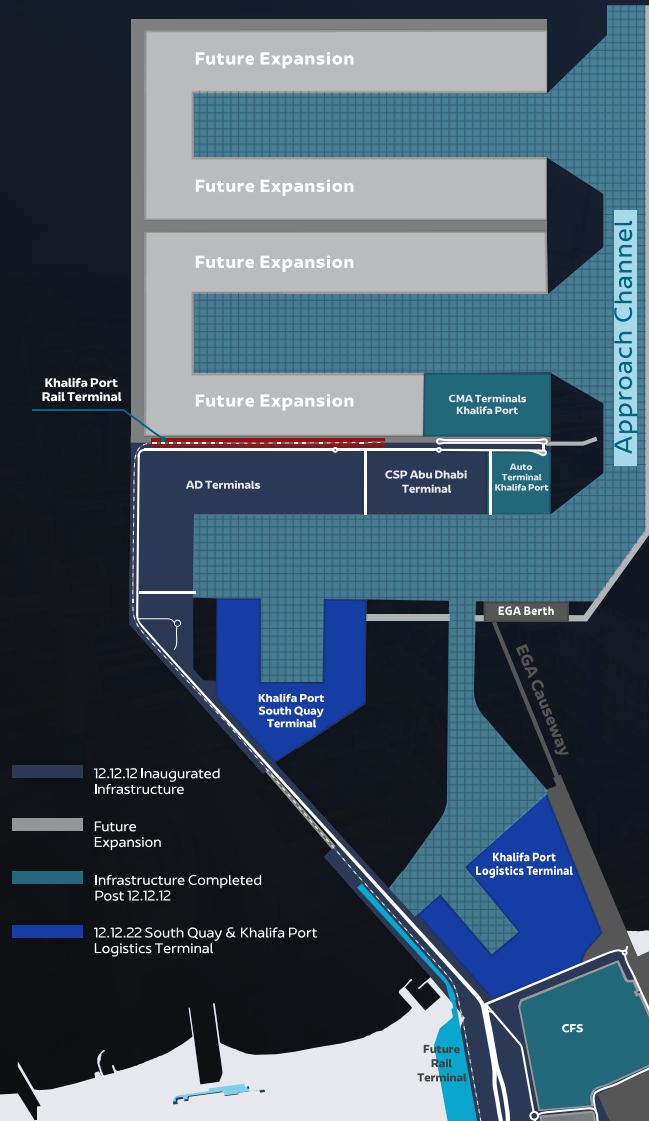 Future Expansion
Future Expansion
Approach Channel
Future Expansion
Khalifa Port
Rail Terminal
Future Expansion
CMA Terminals
Khalifa Port
AD Terminals
CSP Abu Dhabi
Terminal
Auto
Terminal
Khalifa Port
EGA Berth
EGA Causeway
Khalifa Port
South Quay
Terminal
12.12.12 Inaugurated
Infrastructure
Future
Expansion
Infrastructure Completed
Post 12.12.12
12.12.22 South Quay & Khalifa Port
Logistics Terminal
Khalifa Port
Logistics Terminal
CFS
Future
Rail
Terminal